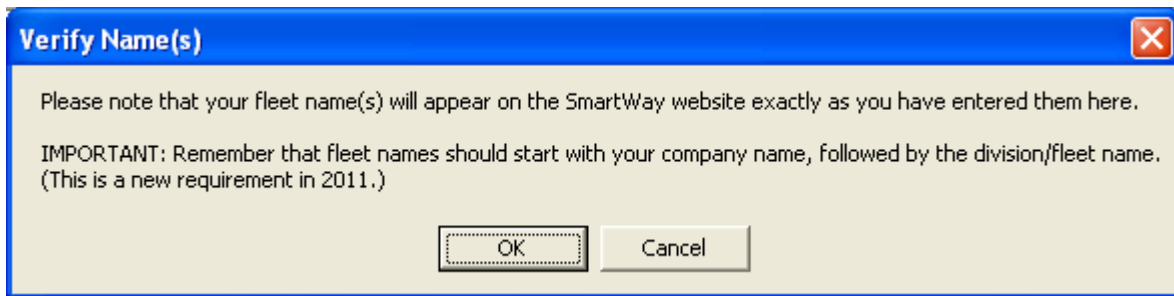 Verify Name(s)
Please note that your fleet name(s) will appear on the SmartWay website exactly as you have entered them here.
IMPORTANT: Remember that fleet names should start with your company name, followed by the division/fleet name.
(This is a new requirement in 2011.)
OK
Cancel